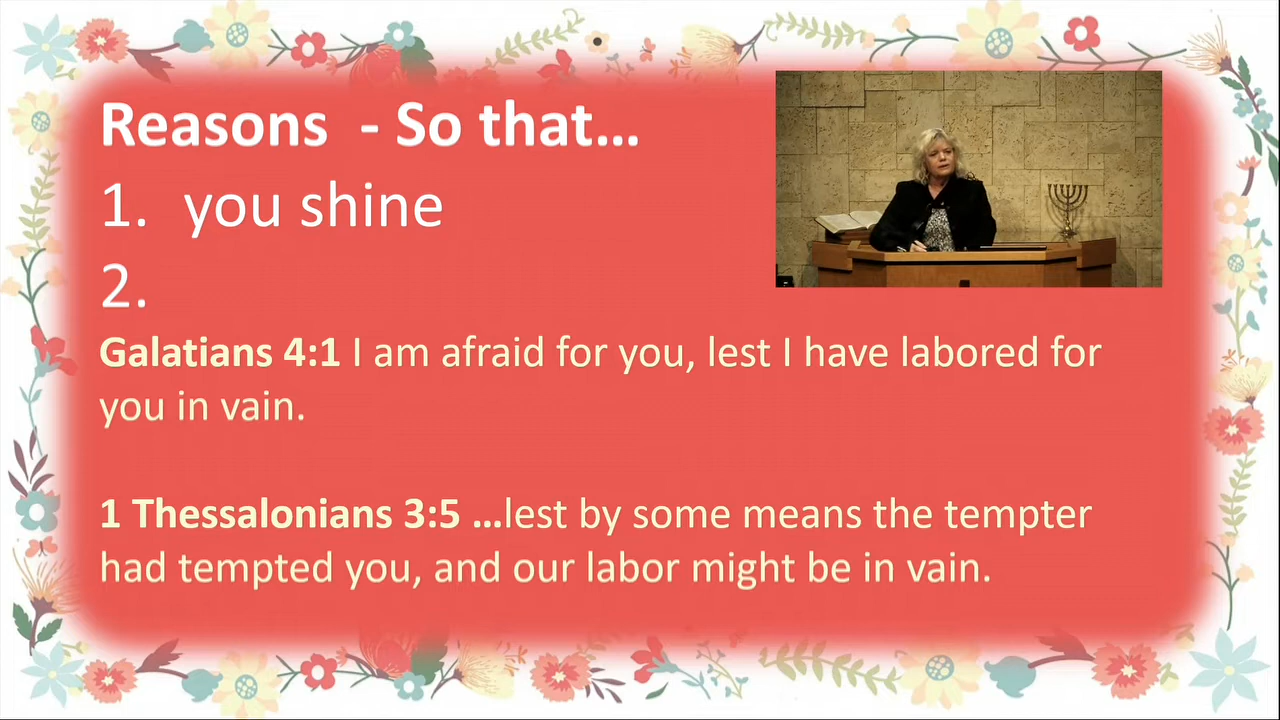 Reasons - So that…
1. you shine
2.
Galatians 4:1 I am afraid for you, lest I have labored for
you in vain.
1 Thessalonians 3:5 …lest by some means the tempter
had tempted you, and our labor might be in vain.